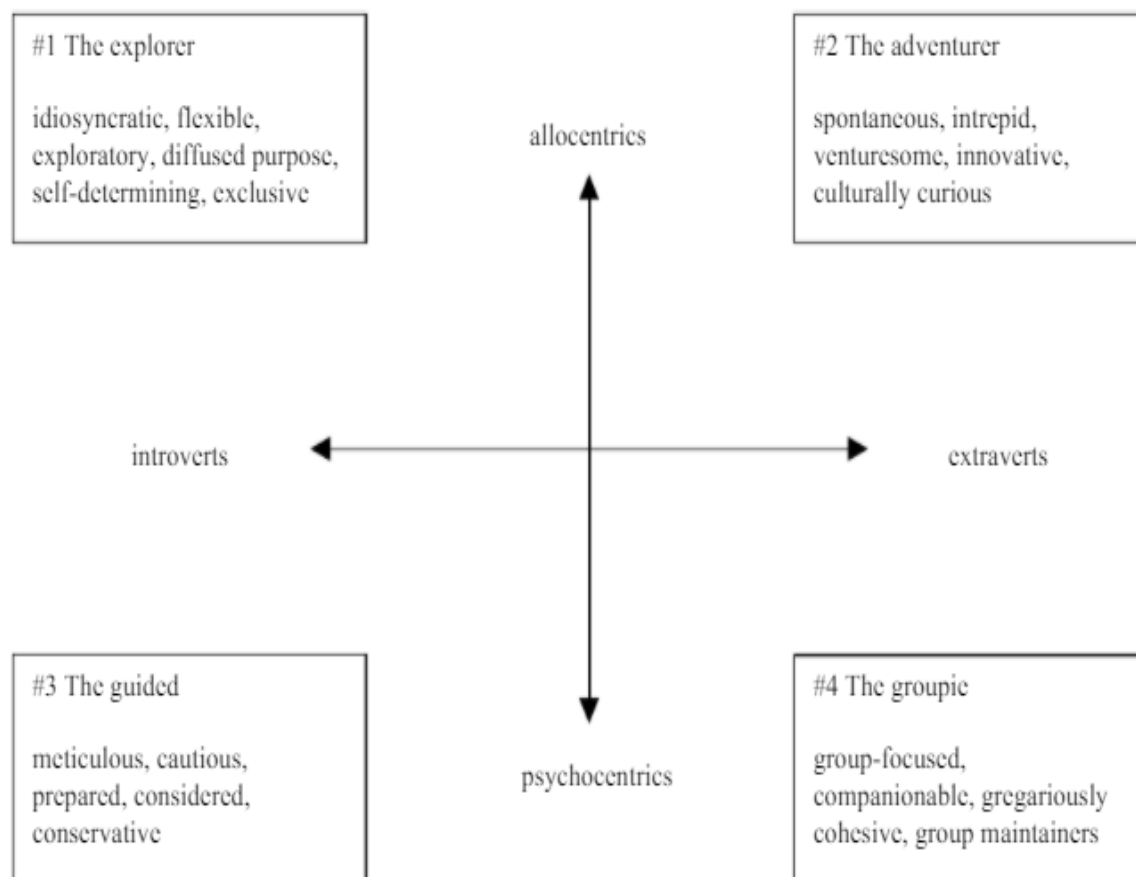 #1 The explorer
idiosyncratic, flexible,
exploratory, diffused purpose,
self-determining, exclusive
#2 The adventurer
spontaneous, intrepid,
venturesome, innovative,
culturally curious
allocentrics
introverts
extraverts
psychocentrics
#3 The guided
meticulous, cautious,
prepared, considered,
conservative
#4 The groupie
group-focused,
companionable, gregariously
cohesive, group maintainers